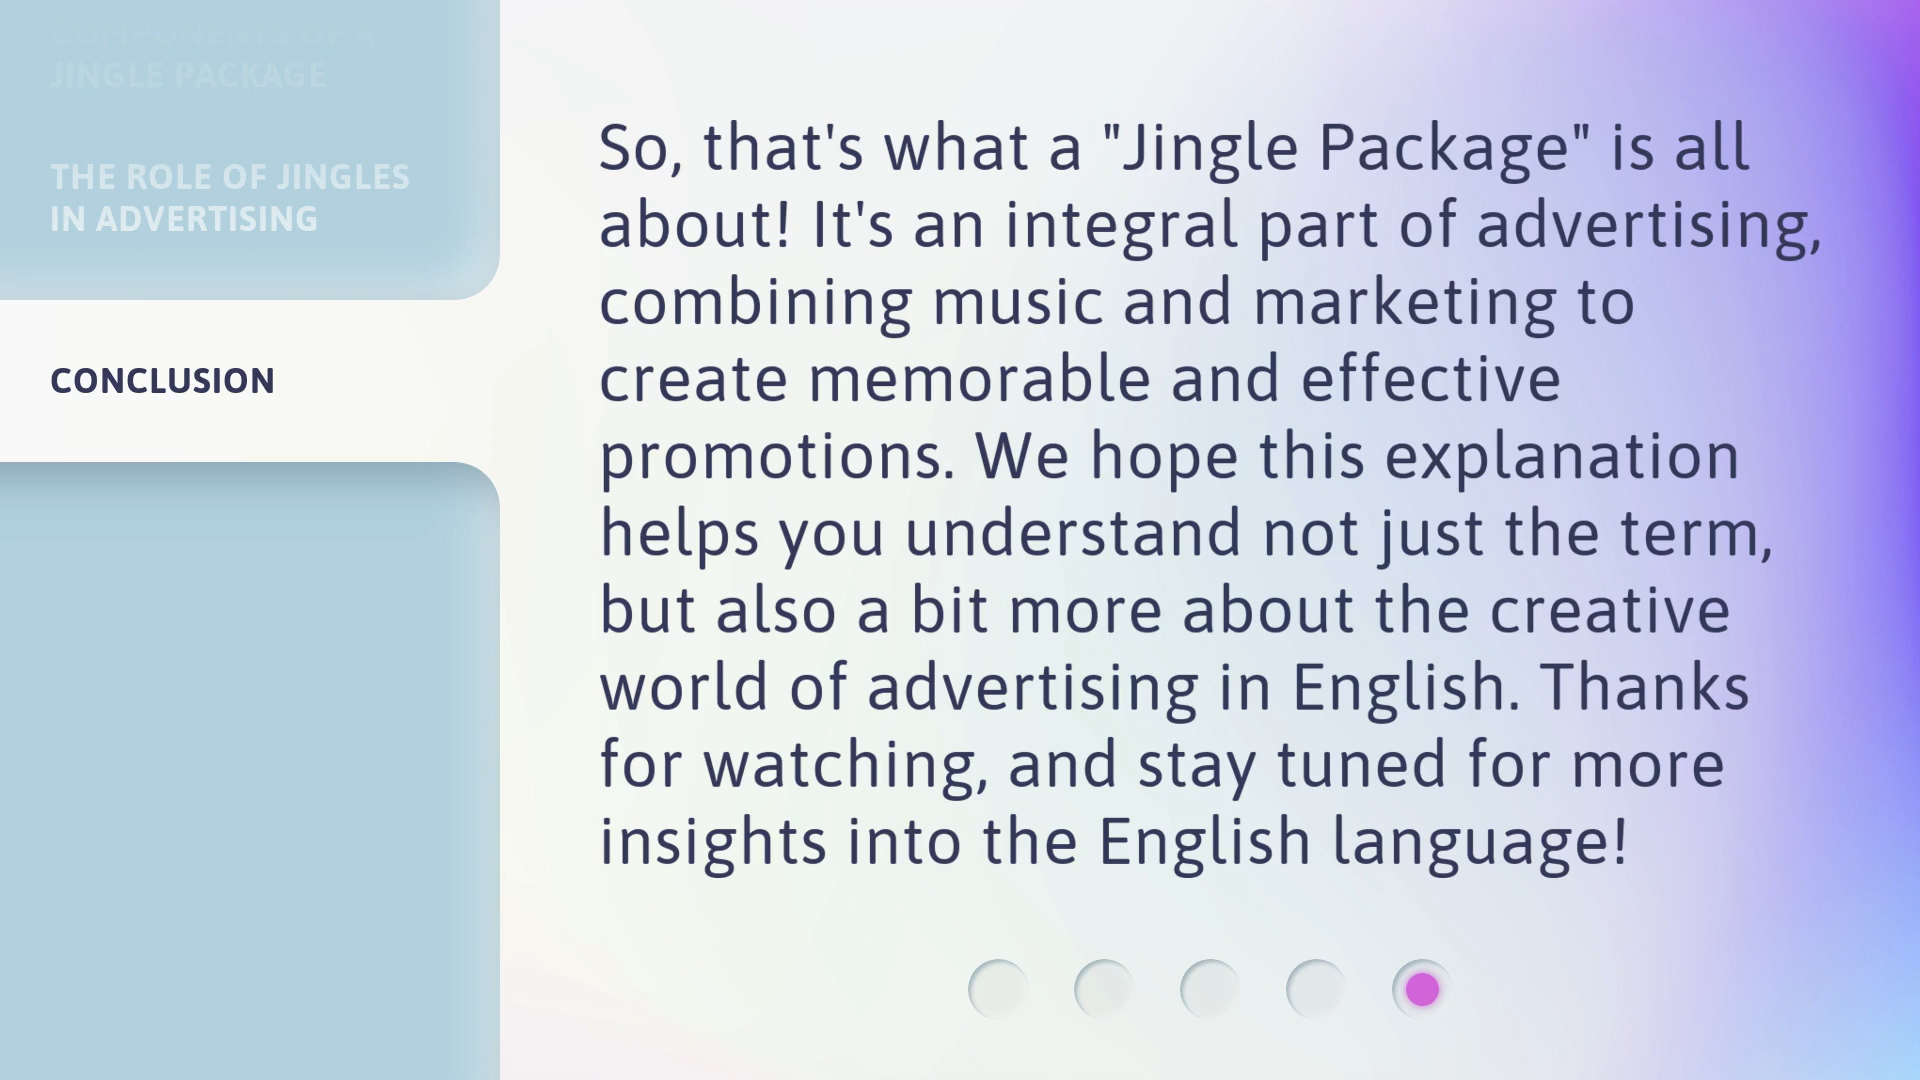 COMPONENTS OF A
JINGLE PACKAGE
THE ROLE OF JINGLES
IN ADVERTISING
CONCLUSION
So, that's what a "Jingle Package" is all
about! It's an integral part of advertising,
combining music and marketing to
create memorable and effective
promotions. We hope this explanation
helps you understand not just the term,
but also a bit more about the creative
world of advertising in English. Thanks
for watching, and stay tuned for more
insights into the English language!